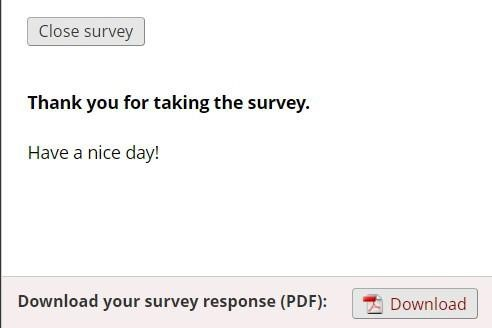 Close survey
Thank you for taking the survey.
Have a nice day!
Download your survey response (PDF): Download